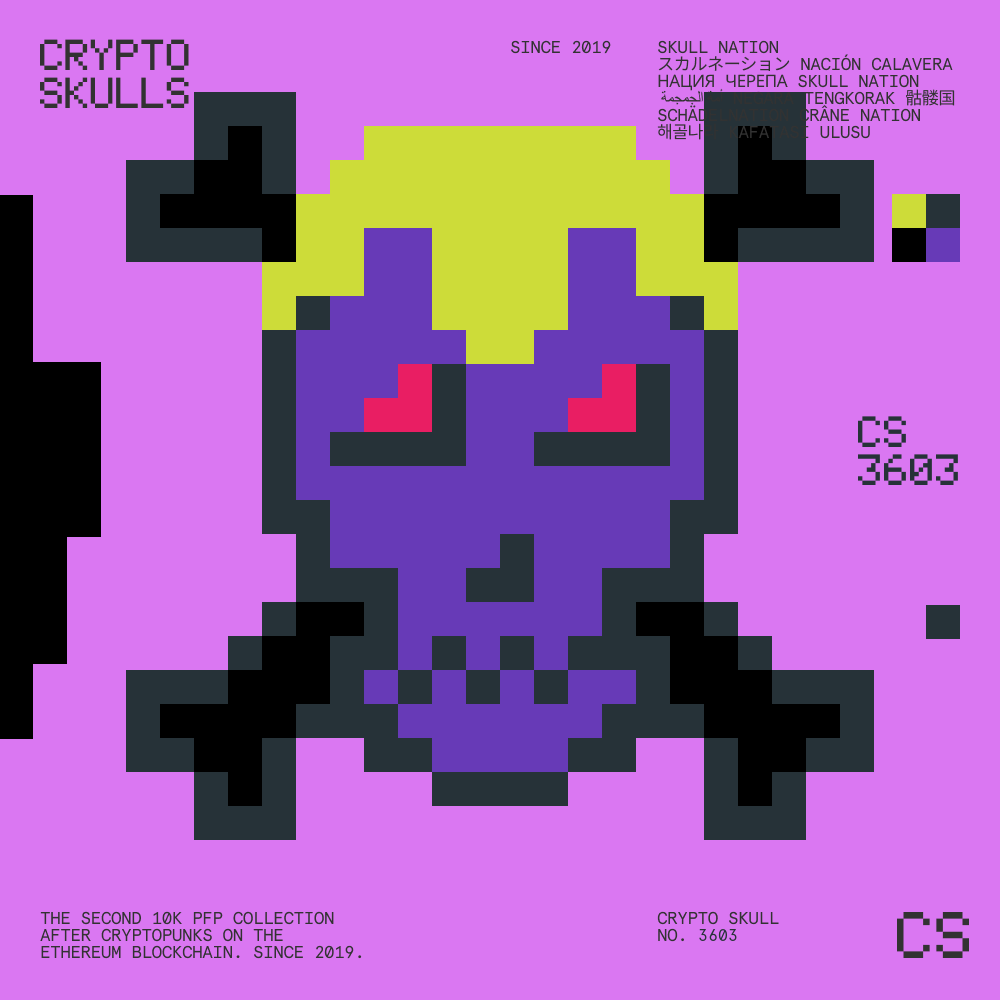 CRYPTO
SKULLS
SINCE 2019
SKULL NATION
スカルネーション NACIÓN CALAVERA
НАЦИЯ ЧЕРЕПА SKULL NATION
الجمجمة TENGKORAK 骷髅国
CRÂNE NATION
ULUSU
CS
3603
THE SECOND 10K PFP COLLECTION
AFTER CRYPTOPUNKS ON THE
ETHEREUM BLOCKCHAIN. SINCE 2019.
CRYPTO SKULL
NO. 3603
CS